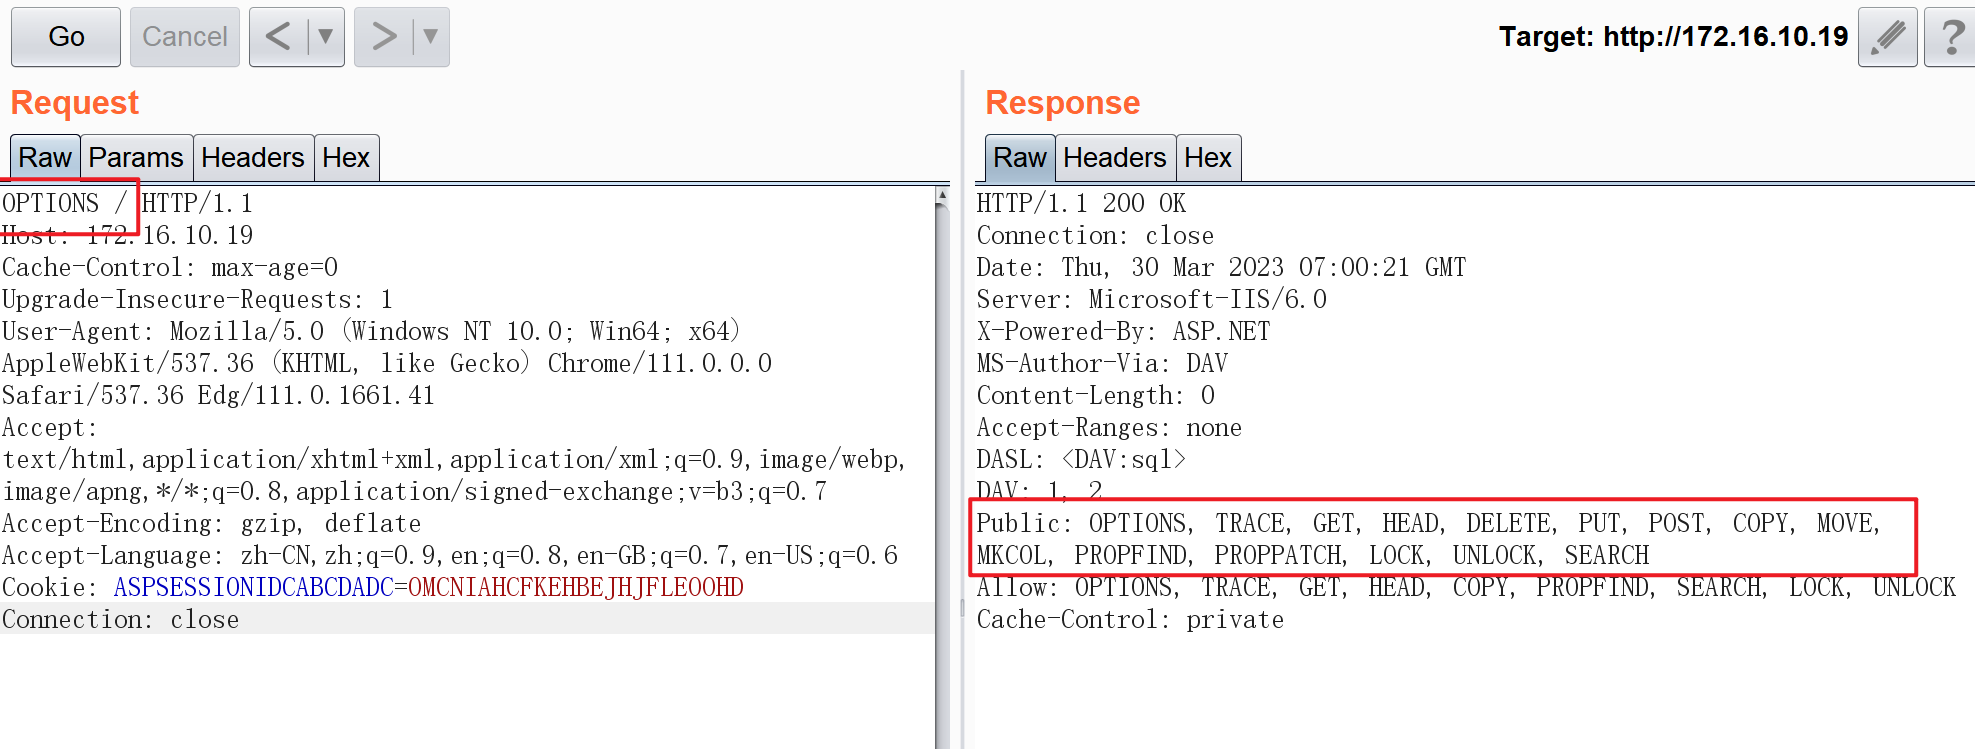 Go
Cancel
< ▼
> ▼
Target: http://172.16.10.19
?
Request
Raw
Params
Headers
Hex
OPTIONS / HTTP/1.1
Host: 172.16.10.19
Cache-Control: max-age=0
Upgrade-Insecure-Requests: 1
User-Agent: Mozilla/5.0 (Windows NT 10.0; Win64; x64)
AppleWebKit/537.36 (KHTML, like Gecko) Chrome/111.0.0.0
Safari/537.36 Edg/111.0.1661.41
Accept:
text/html,application/xhtml+xml,application/xml;q=0.9,image/webp,
image/apng,*/*;q=0.8,application/signed-exchange;v=b3;q=0.7
Accept-Encoding: gzip, deflate
Accept-Language: zh-CN,zh;q=0.9,en;q=0.8,en-GB;q=0.7,en-US;q=0.6
Cookie: ASPSESSIONIDCABCDADC=OMCNIAHCFKEHBEJHJFLEOOHD
Connection: close
Response
Raw
Headers
Hex
HTTP/1.1 200 OK
Connection: close
Date: Thu, 30 Mar 2023 07:00:21 GMT
Server: Microsoft-IIS/6.0
X-Powered-By: ASP.NET
MS-Author-Via: DAV
Content-Length: 0
Accept-Ranges: none
DASL: <DAV:sql>
DAV: 1, 2
Public: OPTIONS, TRACE, GET, HEAD, DELETE, PUT, POST, COPY, MOVE,
MKCOL, PROPFIND, PROPPATCH, LOCK, UNLOCK, SEARCH
Allow: OPTIONS, TRACE, GET, HEAD, COPY, PROPFIND, SEARCH, LOCK, UNLOCK
Cache-Control: private